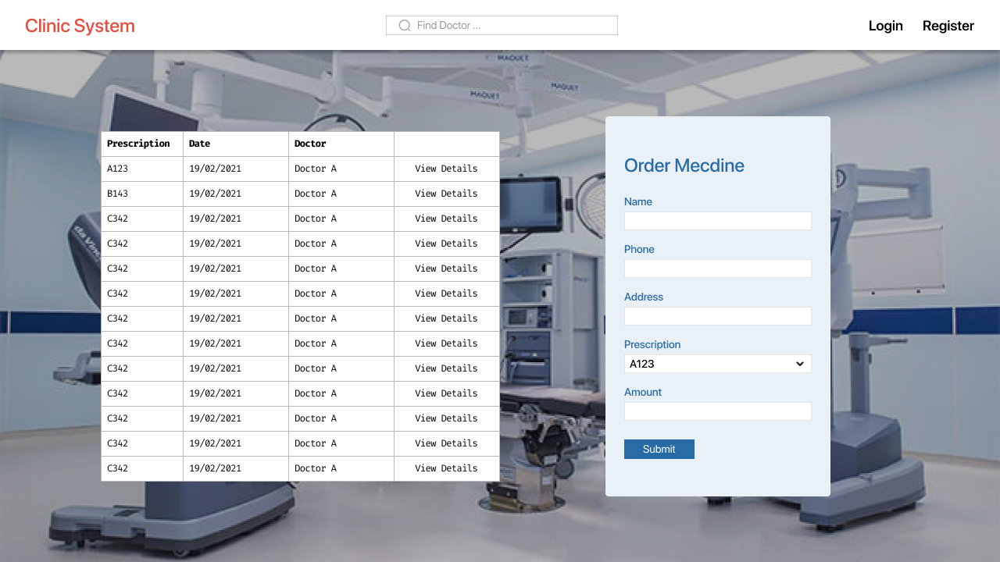 Clinic System
Find Doctor ...
Login
Register
MAQUET
MAQUET
MAQUET
Prescription Date Doctor
A123 19/02/2021 Doctor A View Details
B143 19/02/2021 Doctor A View Details
C342 19/02/2021 Doctor A View Details
C342 19/02/2021 Doctor A View Details
C342 19/02/2021 Doctor A View Details
C342 19/02/2021 Doctor A View Details
C342 19/02/2021 Doctor A View Details
C342 19/02/2021 Doctor A View Details
C342 19/02/2021 Doctor A View Details
C342 19/02/2021 Doctor A View Details
C342 19/02/2021 Doctor A View Details
C342 19/02/2021 Doctor A View Details
C342 19/02/2021 Doctor A View Details
da Vinci
Order Mecdine
Name
Phone
Address
Prescription
A123
Amount
Submit